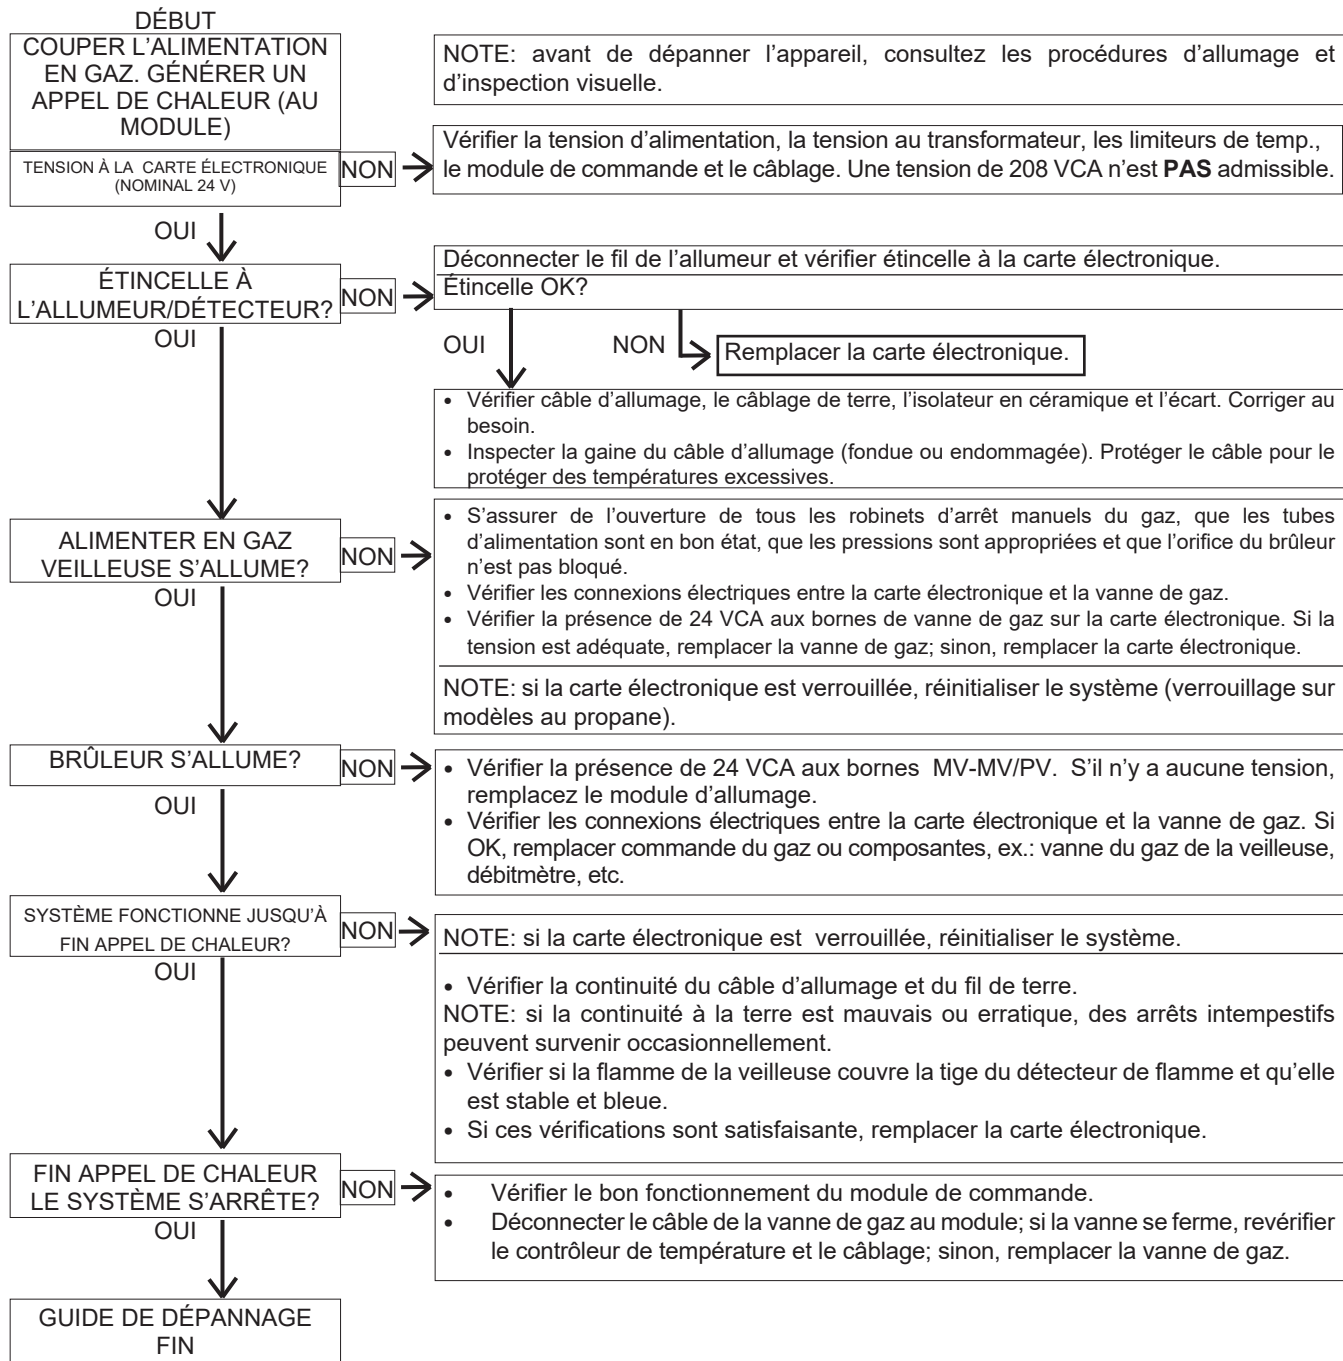 DÉBUT
COUPER L’ALIMENTATION
EN GAZ. GÉNÉRER UN
APPEL DE CHALEUR (AU
MODULE)
NOTE: avant de dépanner l’appareil, consultez les procédures d’allumage et
d’inspection visuelle.
TENSION À LA CARTE ÉLECTRONIQUE
(NOMINAL 24 V)
NON
Vérifier la tension d’alimentation, la tension au transformateur, les limiteurs de temp.,
le module de commande et le câblage. Une tension de 208 VCA n’est PAS admissible.
OUI
ÉTINCELLE À
L’ALLUMEUR/DÉTECTEUR?
NON
Déconnecter le fil de l’allumeur et vérifier étincelle à la carte électronique.
Étincelle OK?
OUI
OUI
NON
Remplacer la carte électronique.
• Vérifier câble d’allumage, le câblage de terre, l’isolateur en céramique et l’écart. Corriger au
besoin.
• Inspecter la gaine du câble d’allumage (fondue ou endommagée). Protéger le câble pour le
protéger des températures excessives.
ALIMENTER EN GAZ
VEILLEUSE S’ALLUME?
NON
• S’assurer de l’ouverture de tous les robinets d’arrêt manuels du gaz, que les tubes
d’alimentation sont en bon état, que les pressions sont appropriées et que l’orifice du brûleur
n’est pas bloqué.
• Vérifier les connexions électriques entre la carte électronique et la vanne de gaz.
• Vérifier la présence de 24 VCA aux bornes de vanne de gaz sur la carte électronique. Si la
tension est adéquate, remplacer la vanne de gaz; sinon, remplacer la carte électronique.
NOTE: si la carte électronique est verrouillée, réinitialiser le système (verrouillage sur
modèles au propane).
OUI
BRÛLEUR S’ALLUME?
NON
• Vérifier la présence de 24 VCA aux bornes MV-MV/PV. S’il n’y a aucune tension,
remplacez le module d’allumage.
• Vérifier les connexions électriques entre la carte électronique et la vanne de gaz. Si
OK, remplacer commande du gaz ou composantes, ex.: vanne du gaz de la veilleuse,
débitmètre, etc.
OUI
SYSTÈME FONCTIONNE JUSQU’À
FIN APPEL DE CHALEUR?
NON
NOTE: si la carte électronique est verrouillée, réinitialiser le système.
• Vérifier la continuité du câble d’allumage et du fil de terre.
NOTE: si la continuité à la terre est mauvais ou erratique, des arrêts intempestifs
peuvent survenir occasionnellement.
• Vérifier si la flamme de la veilleuse couvre la tige du détecteur de flamme et qu’elle
est stable et bleue.
• Si ces vérifications sont satisfaisante, remplacer la carte électronique.
OUI
FIN APPEL DE CHALEUR
LE SYSTÈME S’ARRÊTE?
NON
• Vérifier le bon fonctionnement du module de commande.
• Déconnecter le câble de la vanne de gaz au module; si la vanne se ferme, revérifier
le contrôleur de température et le câblage; sinon, remplacer la vanne de gaz.
OUI
GUIDE DE DÉPANNAGE
FIN